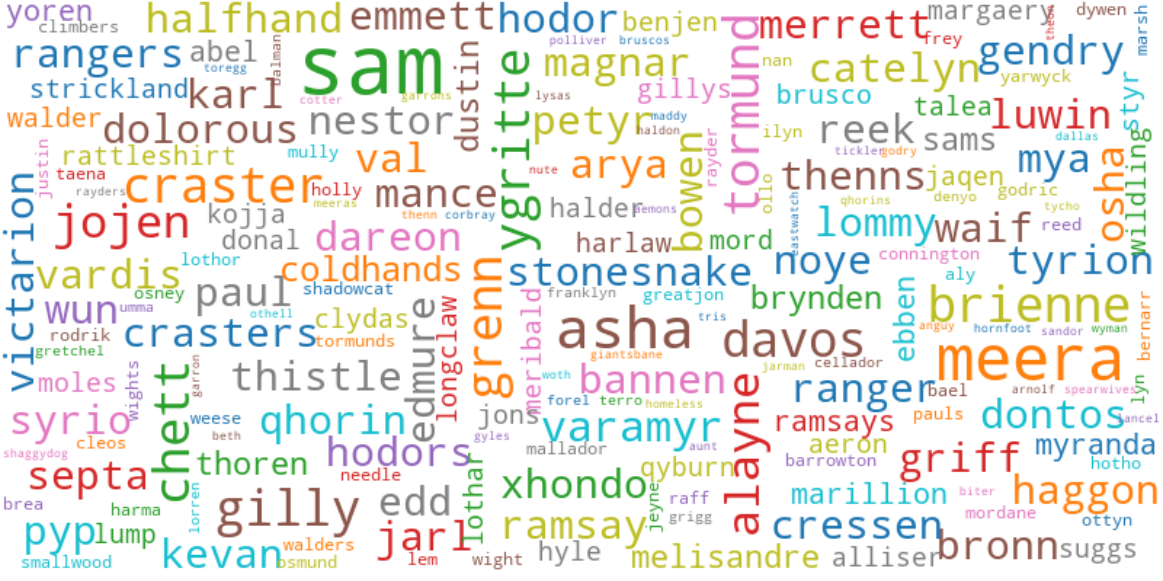 yoren
climbers
halfhand
emmett
hodor
benjen
merrett
margaery
theon
dywen
marsh
rangers
abel
toregg
dalman
sam
dustin
polliver
bruscos
magnar
tormund
frey
nan
catelyn
gendry
yarwyck
strickland
karl
cotter
garrons
ygritte
lysas
gillys
brusco
talea
luwin
styr
walder
dolorous
nestor
petyr
maddy
haldon
ilyn
reek
sams
dallas
justin
rattleshirt
mully
val
nute
arya
bowen
rayder
tickler
godry
mya
osha
wildling
taena
rayders
craster
holly
meeras
mance
thenns
jaqen
godric
denyo
ollo
qhorins
tycho
victarion
jojen
kojja
thenn
corbray
halder
aemons
eastwatch
lommy
waif
reed
donal
dareon
harlaw
mord
noye
connington
tyrion
vardis
lothor
coldhands
grenn
stonesnake
aly
wun
umma
osney
paul
shadowcat
othell
clydas
edmure
longclaw
meribald
franklyn
greatjon
tris
brynden
ebben
brienne
bernarr
rodrik
gretchel
crasters
tormunds
asha
giantsbane
davos
anguy
hornfoot
sandor
wyman
moles
wights
chett
garron
thistle
woth
bannen
jarman
cellador
meera
syrio
weese
beth
qhorin
jons
forel
terro
homeless
alayne
ranger
bael
arnolf
spearwives
lyn
cleos
shaggydog
hodors
gyles
varamyr
ramsays
pauls
dontos
lancel
septa
thoren
needle
lothar
mallador
aunt
aeron
barrowton
griff
myranda
hotho
brea
harma
lorren
gilly
edd
xhondo
qyburn
jeyne
raff
grigg
marillion
biter
haggon
pyp
lump
jarl
ramsay
cressen
mordane
ottyn
smallwood
kevan
walders
osmund
lem
wight
hyle
melisandre
alliser
bronn
suggs